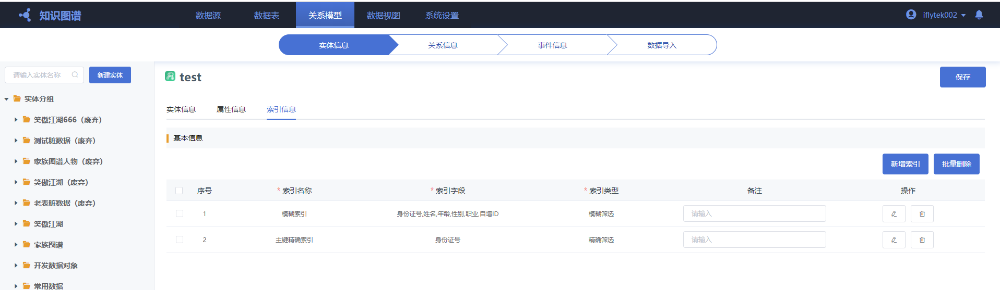 知识图谱 数据源 数据表 关系模型 数据视图 系统设置 iflytek002
实体信息 关系信息 事件信息 数据导入
请输入实体名称 新建实体
实体分组
笑傲江湖666（废弃）
测试脏数据（废弃）
家族图谱人物（废弃）
笑傲江湖（废弃）
老表脏数据（废弃）
笑傲江湖
家族图谱
开发数据对象
常用数据
test 保存
实体信息 属性信息 索引信息
基本信息
新增索引 批量删除
序号 * 索引名称 * 索引字段 * 索引类型 备注 操作
1 模糊索引 身份证号,姓名,年龄,性别,职业,自增ID 模糊筛选 请输入
2 主键精确索引 身份证号 精确筛选 请输入